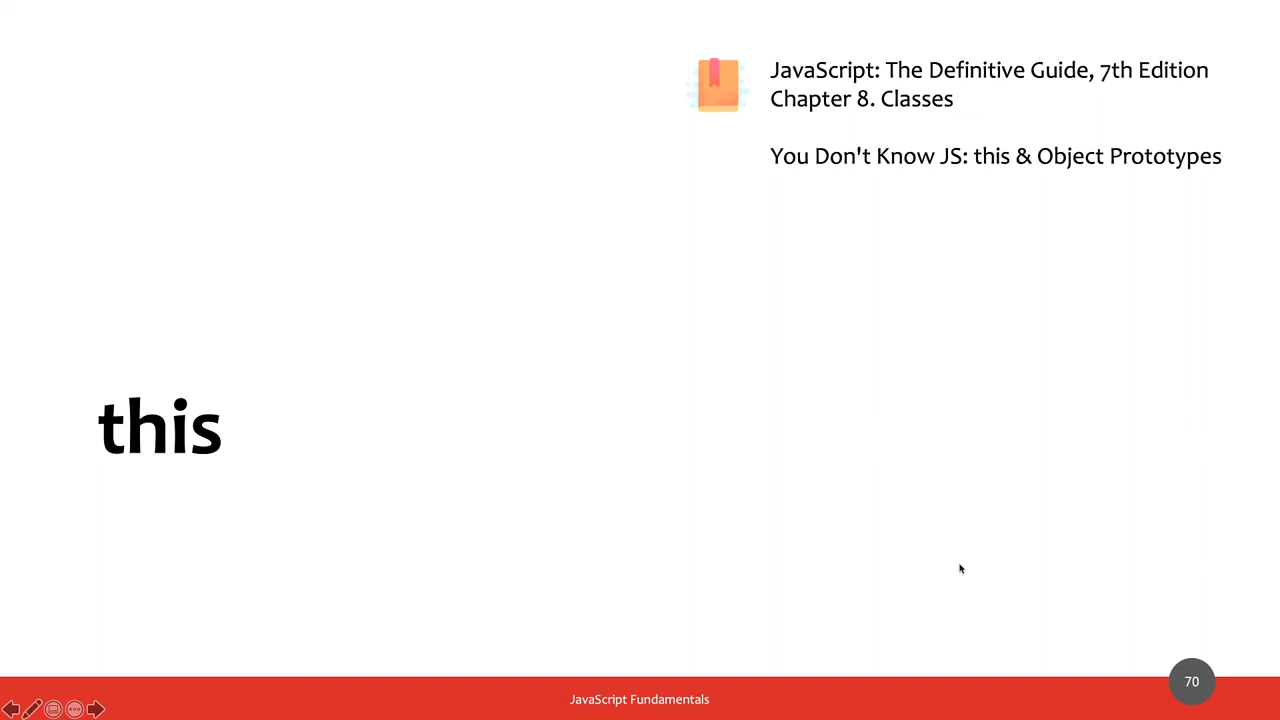 JavaScript: The Definitive Guide, 7th Edition
Chapter 8. Classes
You Don't Know JS: this & Object Prototypes
this
70
JavaScript Fundamentals